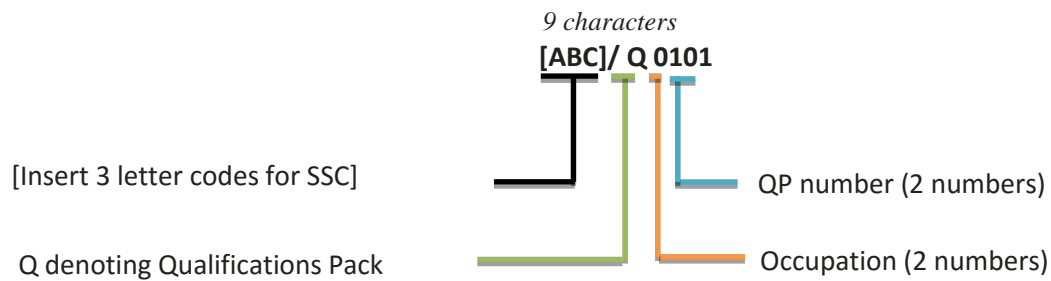 9 characters
[ABC]/ Q 0101
[Insert 3 letter codes for SSC]
QP number (2 numbers)
Q denoting Qualifications Pack
Occupation (2 numbers)